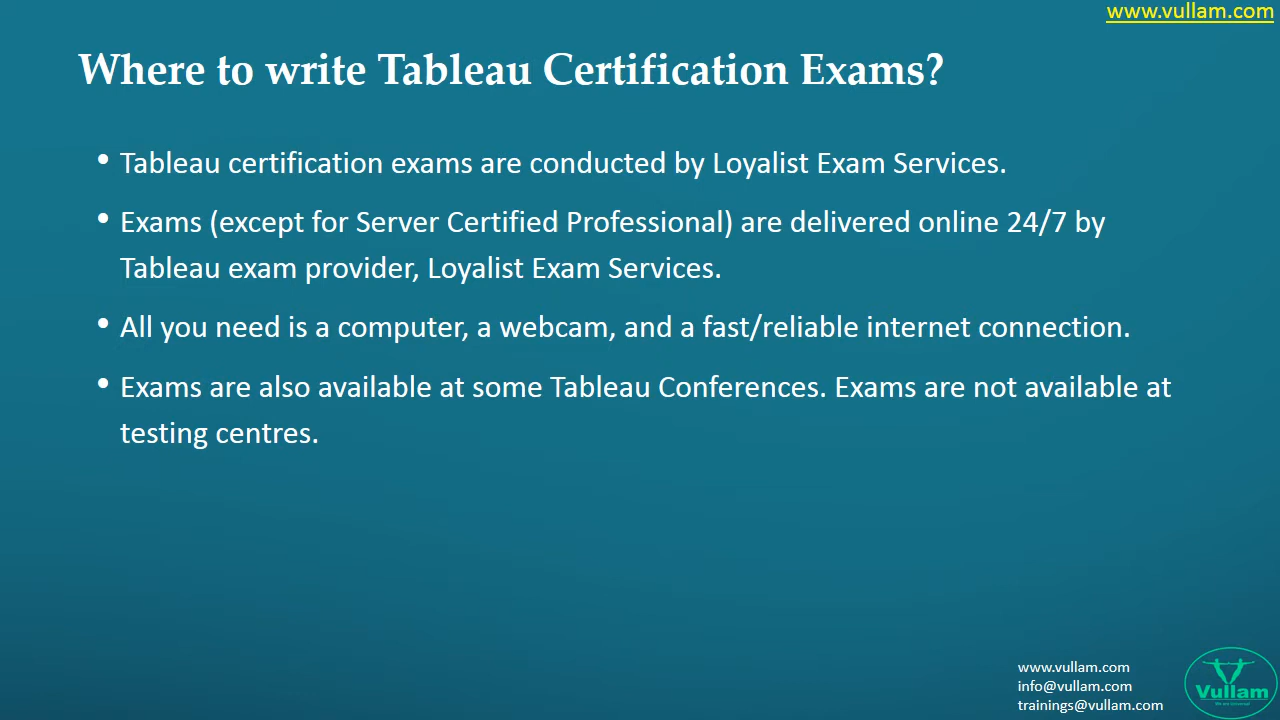 www.vullam.com
Where to write Tableau Certification Exams?
• Tableau certification exams are conducted by Loyalist Exam Services.
• Exams (except for Server Certified Professional) are delivered online 24/7 by
Tableau exam provider, Loyalist Exam Services.
• All you need is a computer, a webcam, and a fast/reliable internet connection.
• Exams are also available at some Tableau Conferences. Exams are not available at
testing centres.
www.vullam.com
info@vullam.com
trainings@vullam.com
Vullam